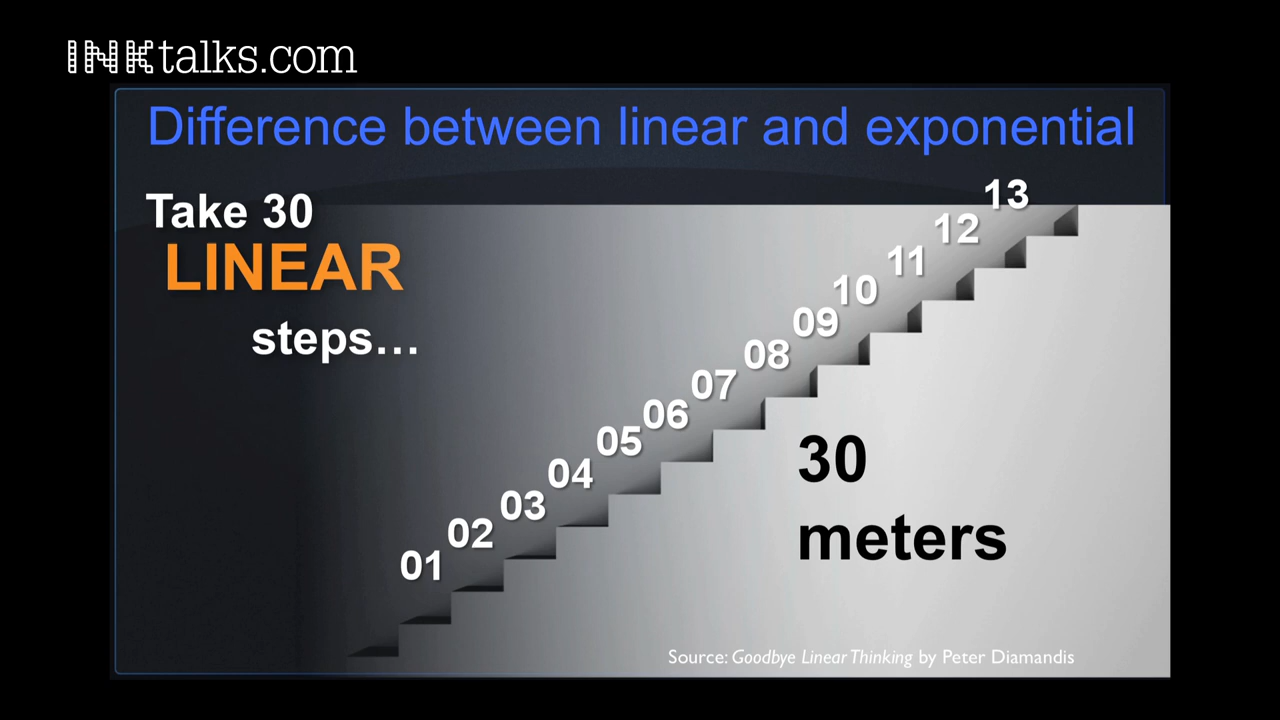 INKtalks.com
Difference between linear and exponential
Take 30
LINEAR
steps…
13
12
11
10
09
08
07
06
05
04
03
02
01
30
meters
Source: Goodbye Linear Thinking by Peter Diamandis